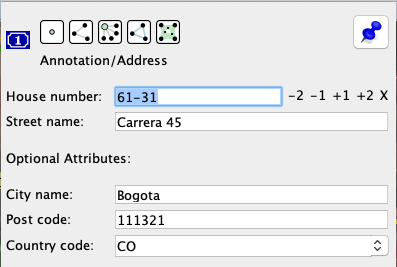 1
Annotation/Address
House number: 61-31 -2 -1 +1 +2 X
Street name: Carrera 45
Optional Attributes:
City name: Bogota
Post code: 111321
Country code: CO